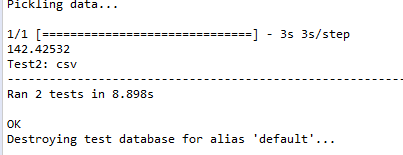 Pickling data...
1/1 [==============================] - 3s 3s/step
142.42532
Test2: csv
----------------------------------------------------------------------
Ran 2 tests in 8.898s
OK
Destroying test database for alias 'default'...